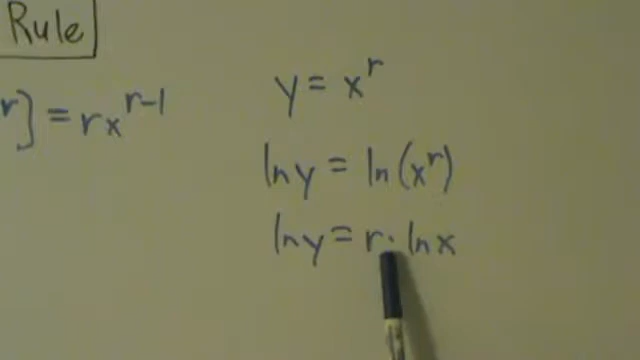 Rule
r] = rx^{r-1}
y = x^r
ln y = ln(x^r)
ln y = r · ln x